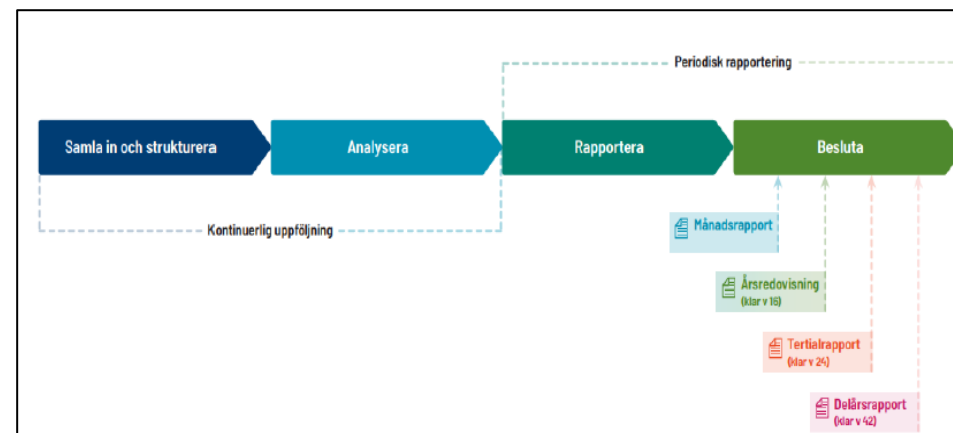 Periodisk rapportering
Samla in och strukturera
Analysera
Rapportera
Besluta
Kontinuerlig uppföljning
Månadsrapport
Årsredovisning
(klar v 16)
Tertialrapport
(klar v 24)
Delårsrapport
(klar v 42)